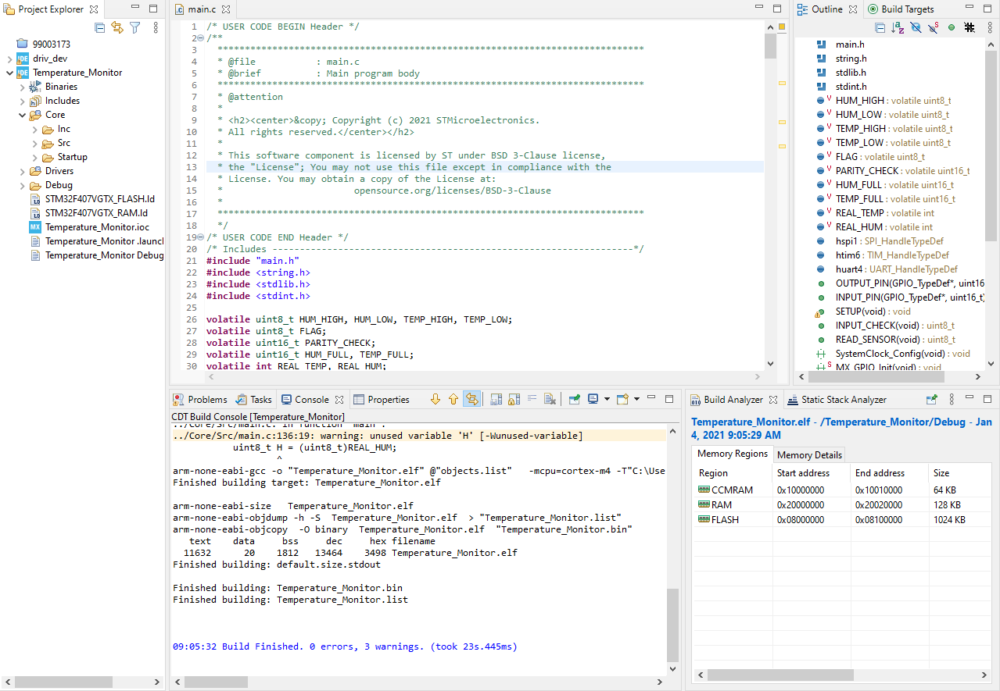 Project Explorer
99003173
driv_dev
Temperature_Monitor
Binaries
Includes
Core
Inc
Src
Startup
Drivers
Debug
STM32F407VGTX_FLASH.ld
STM32F407VGTX_RAM.ld
Temperature_Monitor.ioc
Temperature_Monitor .launcl
Temperature_Monitor Debug
main.c
1 /* USER CODE BEGIN Header */
2 /**
3 ******************************************************************************
4 * @file : main.c
5 * @brief : Main program body
6 ******************************************************************************
7 * @attention
8 *
9 * <h2><center>&copy; Copyright (c) 2021 STMicroelectronics.
10 * All rights reserved.</center></h2>
11 *
12 * This software component is licensed by ST under BSD 3-Clause license,
13 * the "License"; You may not use this file except in compliance with the
14 * License. You may obtain a copy of the License at:
15 * opensource.org/licenses/BSD-3-Clause
16 *
17 ******************************************************************************
18 */
19 /* USER CODE END Header */
20 /* Includes ------------------------------------------------------------------*/
21 #include "main.h"
22 #include <string.h>
23 #include <stdlib.h>
24 #include <stdint.h>
25
26 volatile uint8_t HUM_HIGH, HUM_LOW, TEMP_HIGH, TEMP_LOW;
27 volatile uint8_t FLAG;
28 volatile uint16_t PARITY_CHECK;
29 volatile uint16_t HUM_FULL, TEMP_FULL;
30 volatile int REAL_TEMP, REAL_HUM;
Outline Build Targets
main.h
string.h
stdlib.h
stdint.h
HUM_HIGH : volatile uint8_t
HUM_LOW : volatile uint8_t
TEMP_HIGH : volatile uint8_t
TEMP_LOW : volatile uint8_t
FLAG : volatile uint8_t
PARITY_CHECK : volatile uint16_t
HUM_FULL : volatile uint16_t
TEMP_FULL : volatile uint16_t
REAL_TEMP : volatile int
REAL_HUM : volatile int
hspi1 : SPI_HandleTypeDef
htim6 : TIM_HandleTypeDef
huart4 : UART_HandleTypeDef
OUTPUT_PIN(GPIO_TypeDef*, uint16
INPUT_PIN(GPIO_TypeDef*, uint16_t)
SETUP(void) : void
INPUT_CHECK(void) : uint8_t
READ_SENSOR(void) : uint8_t
SystemClock_Config(void) : void
MX_GPIO_Init(void) : void
Problems Tasks Console Properties
CDT Build Console [Temperature_Monitor]
../Core/Src/main.c: In function 'main':
../Core/Src/main.c:136:19: warning: unused variable 'H' [-Wunused-variable]
uint8_t H = (uint8_t)REAL_HUM;
^
arm-none-eabi-gcc -o "Temperature_Monitor.elf" @"objects.list" -mcpu=cortex-m4 -T"C:\Use
Finished building target: Temperature_Monitor.elf
arm-none-eabi-size Temperature_Monitor.elf
arm-none-eabi-objdump -h -S Temperature_Monitor.elf > "Temperature_Monitor.list"
arm-none-eabi-objcopy -O binary Temperature_Monitor.elf "Temperature_Monitor.bin"
text data bss dec hex filename
11632 20 1812 13464 3498 Temperature_Monitor.elf
Finished building: default.size.stdout
Finished building: Temperature_Monitor.bin
Finished building: Temperature_Monitor.list
09:05:32 Build Finished. 0 errors, 3 warnings. (took 23s.445ms)
Build Analyzer Static Stack Analyzer
Temperature_Monitor.elf - /Temperature_Monitor/Debug - Jan
4, 2021 9:05:29 AM
Memory Regions Memory Details
Region Start address End address Size
CCMRAM 0x10000000 0x10010000 64 KB
RAM 0x20000000 0x20020000 128 KB
FLASH 0x08000000 0x08100000 1024 KB